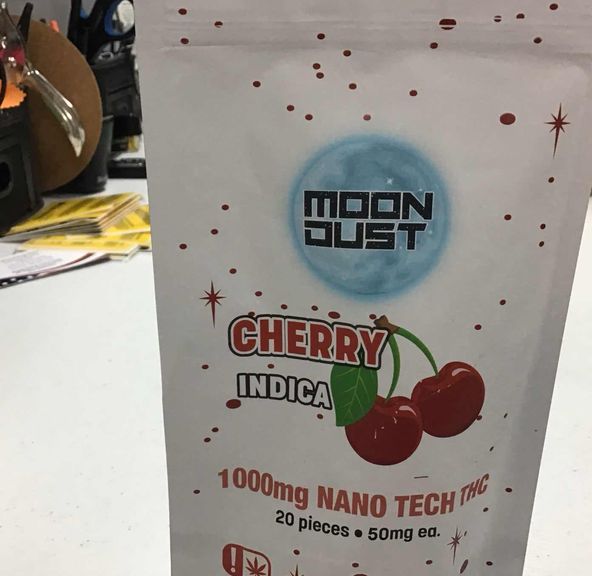 MOON
DUST
CHERRY
INDICA
1000mg NANO TECH THC
20 pieces • 50mg ea.
!